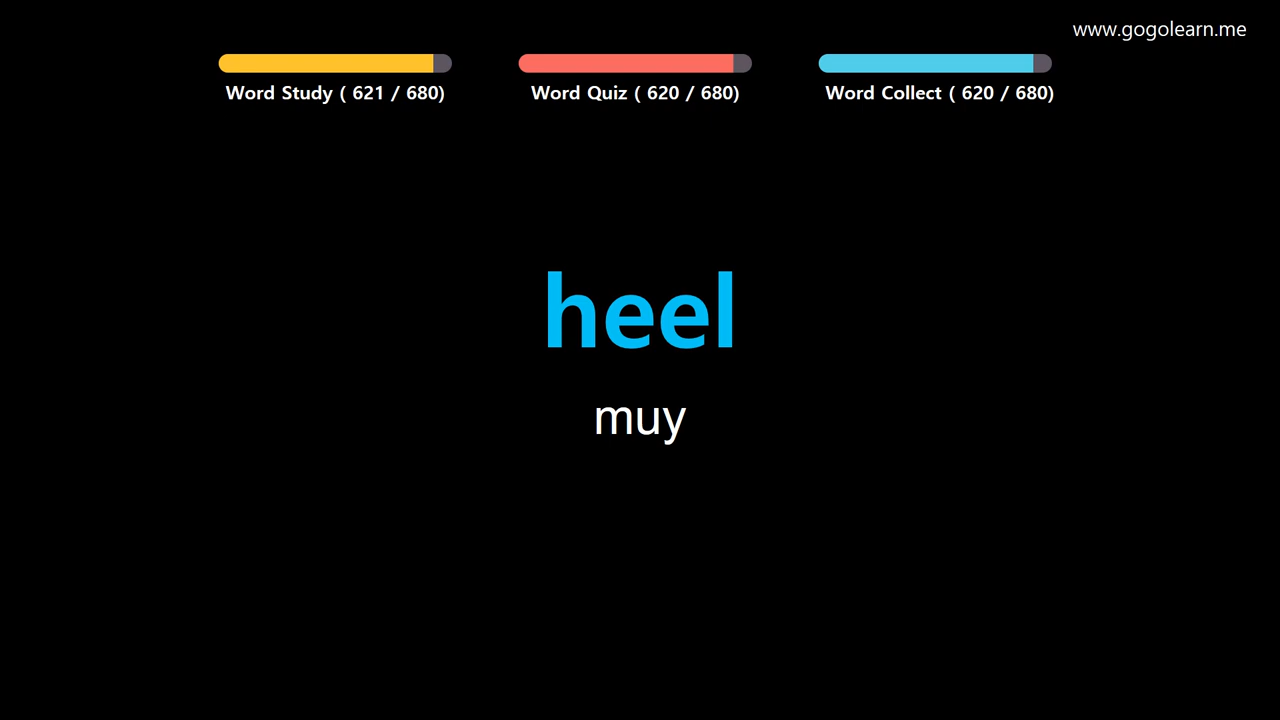 www.gogolearn.me
Word Study ( 621 / 680)
Word Quiz ( 620 / 680)
Word Collect ( 620 / 680)
heel
muy